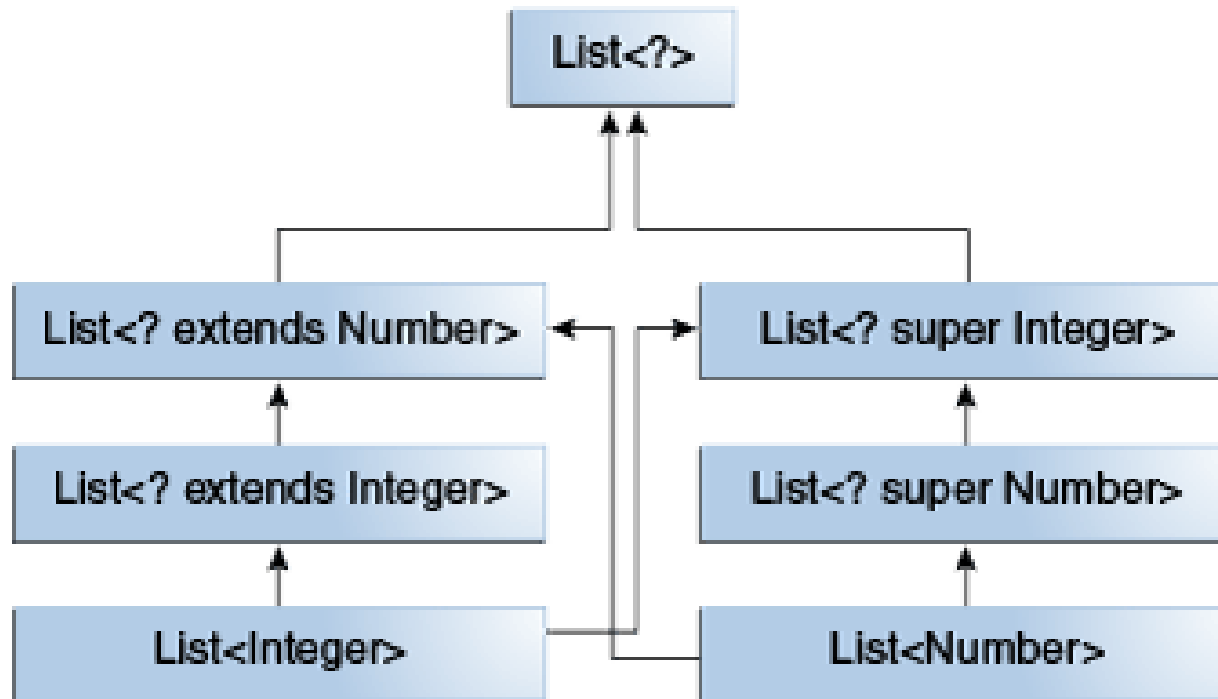 List<?>
List<? extends Number>
List<? super Integer>
List<? extends Integer>
List<? super Number>
List<Integer>
List<Number>